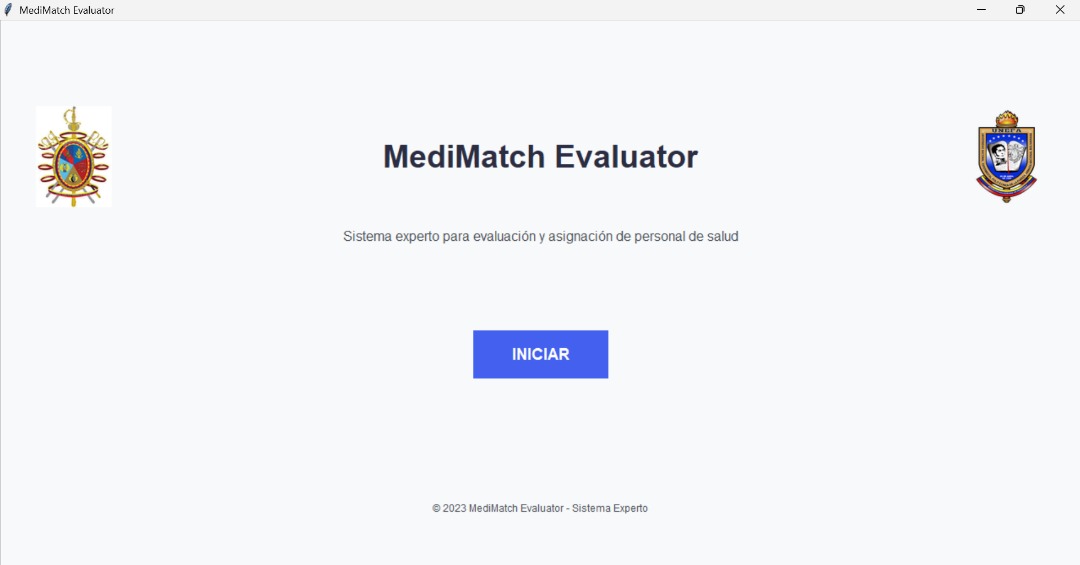 MediMatch Evaluator
MediMatch Evaluator
UNEFA
Sistema experto para evaluación y asignación de personal de salud
INICIAR
© 2023 MediMatch Evaluator - Sistema Experto